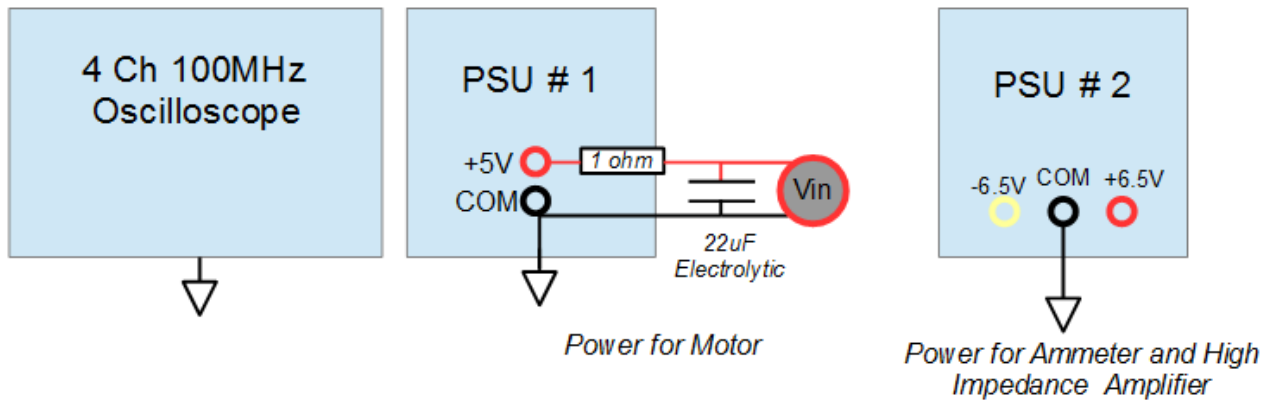 4 Ch 100MHz
Oscilloscope
PSU # 1
+5V
1 ohm
COM
Vin
22uF
Electrolytic
Power for Motor
PSU # 2
-6.5V
COM
+6.5V
Power for Ammeter and High
Impedance Amplifier